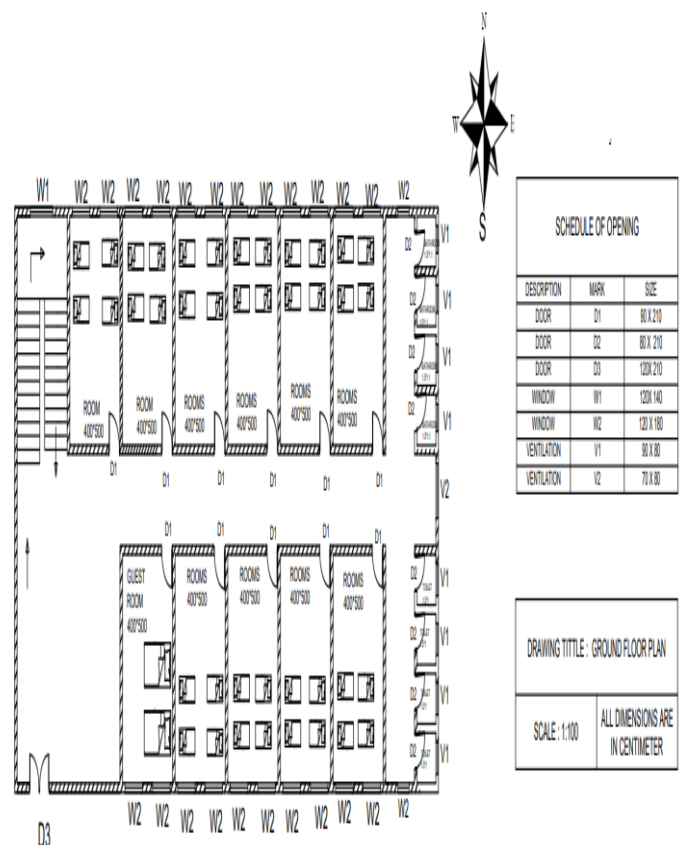 N
W E
S
W1 W2 W2 W2 W2 W2 W2 W2 W2 W2 W2 W2 W2 W2
D2 V1
D2 V1
D2 V1
D2 V1
ROOM
400*500
ROOM
400*500
ROOMS
400*500
ROOMS
400*500
ROOMS
400*500
ROOMS
400*500
D1 D1 D1 D1 D1 D1
V2
D1 D1 D1 D1 D1
GUEST
ROOM
400*500
ROOMS
400*500
ROOMS
400*500
ROOMS
400*500
ROOMS
400*500
D2 V1
D2 V1
D2 V1
D2 V1
W2 W2 W2 W2 W2 W2 W2 W2 W2 W2 W2
D3
SCHEDULE OF OPENING
DESCRIPTION MARK SIZE
DOOR D1 90 X 210
DOOR D2 80 X 210
DOOR D3 120X 210
WINDOW W1 120X 140
WINDOW W2 120 X 180
VENTILATION V1 90 X 80
VENTILATION V2 70 X 80
DRAWING TITTLE : GROUND FLOOR PLAN
SCALE : 1:100
ALL DIMENSIONS ARE
IN CENTIMETER